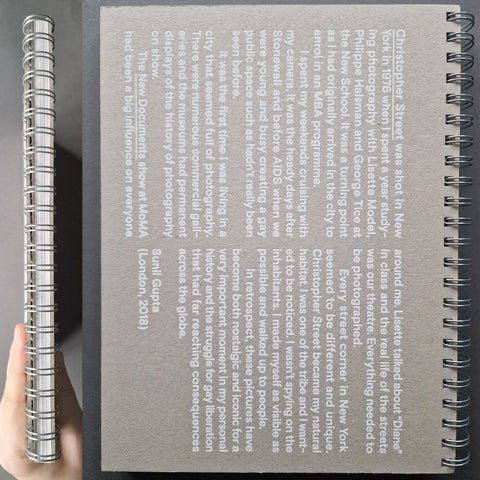 Christopher Street was shot in New
York in 1976 when I spent a year study-
ing photography with Lisette Model,
Philippe Halsman and George Tice at
the New School. It was a turning point
as I had originally arrived in the city to
enrol in an MBA programme.
I spent my weekends cruising with
my camera, it was the heady days after
Stonewall and before AIDS when we
were young and busy creating a gay
public space such as hadn't really been
seen before.
It was the first time I was living in a
city that seemed full of photography.
There were numerous commercial gall-
eries and the museums had permanent
displays of the history of photography
on show.
The New Documents show at MoMA
had been a big influence on everyone
around me. Lisette talked about "Diane"
in class and the real life of the streets
was our theatre. Everything needed to
be photographed.
Every street corner in New York
seemed to be different and unique.
Christopher Street became my natural
habitat. I was one of the tribe and I want-
ed to be noticed. I wasn't spying on the
inhabitants. I made myself as visible as
possible and walked up to people.
In retrospect, these pictures have
become both nostalgic and iconic for a
very important moment in my personal
history and the struggle for gay liberation
that had far reaching consequences
across the globe.
Sunil Gupta
(London, 2018)